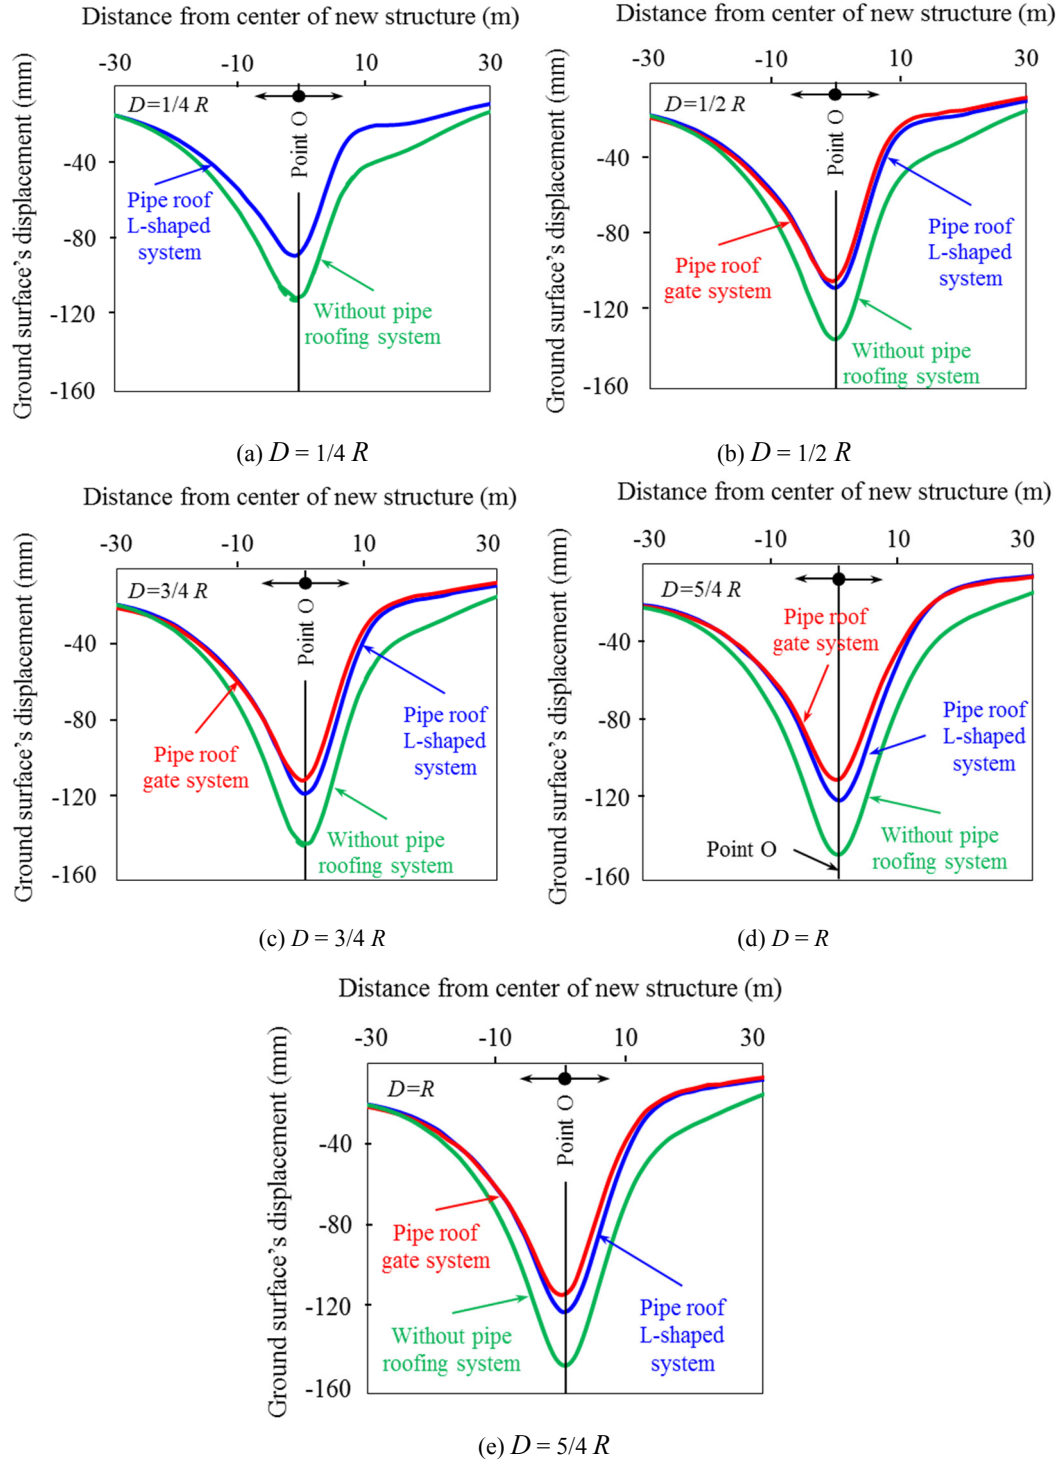 Distance from center of new structure (m)
-30 -10 10 30
Ground surface's displacement (mm)
D=1/4 R
Point O
-40
Pipe roof
L-shaped
system
-80
-120
Without pipe
roofing system
-160
(a) D = 1/4 R
Distance from center of new structure (m)
-30 -10 10 30
Ground surface's displacement (mm)
D=1/2 R
Point O
-40
Pipe roof
L-shaped
system
-80
Pipe roof
gate system
-120
Without pipe
roofing system
-160
(b) D = 1/2 R
Distance from center of new structure (m)
-30 -10 10 30
Ground surface's displacement (mm)
D=3/4 R
Point O
-40
-80
Pipe roof
L-shaped
system
Pipe roof
gate system
-120
Without pipe
roofing system
-160
(c) D = 3/4 R
Distance from center of new structure (m)
-30 -10 10 30
Ground surface's displacement (mm)
D=5/4 R
Pipe roof
gate system
-40
-80
Pipe roof
L-shaped
system
-120
Point O
Without pipe
roofing system
-160
(d) D = R
Distance from center of new structure (m)
-30 -10 10 30
Ground surface's displacement (mm)
D=R
Point O
-40
-80
Pipe roof
gate system
-120
Without pipe
roofing system
Pipe roof
L-shaped
system
-160
(e) D = 5/4 R